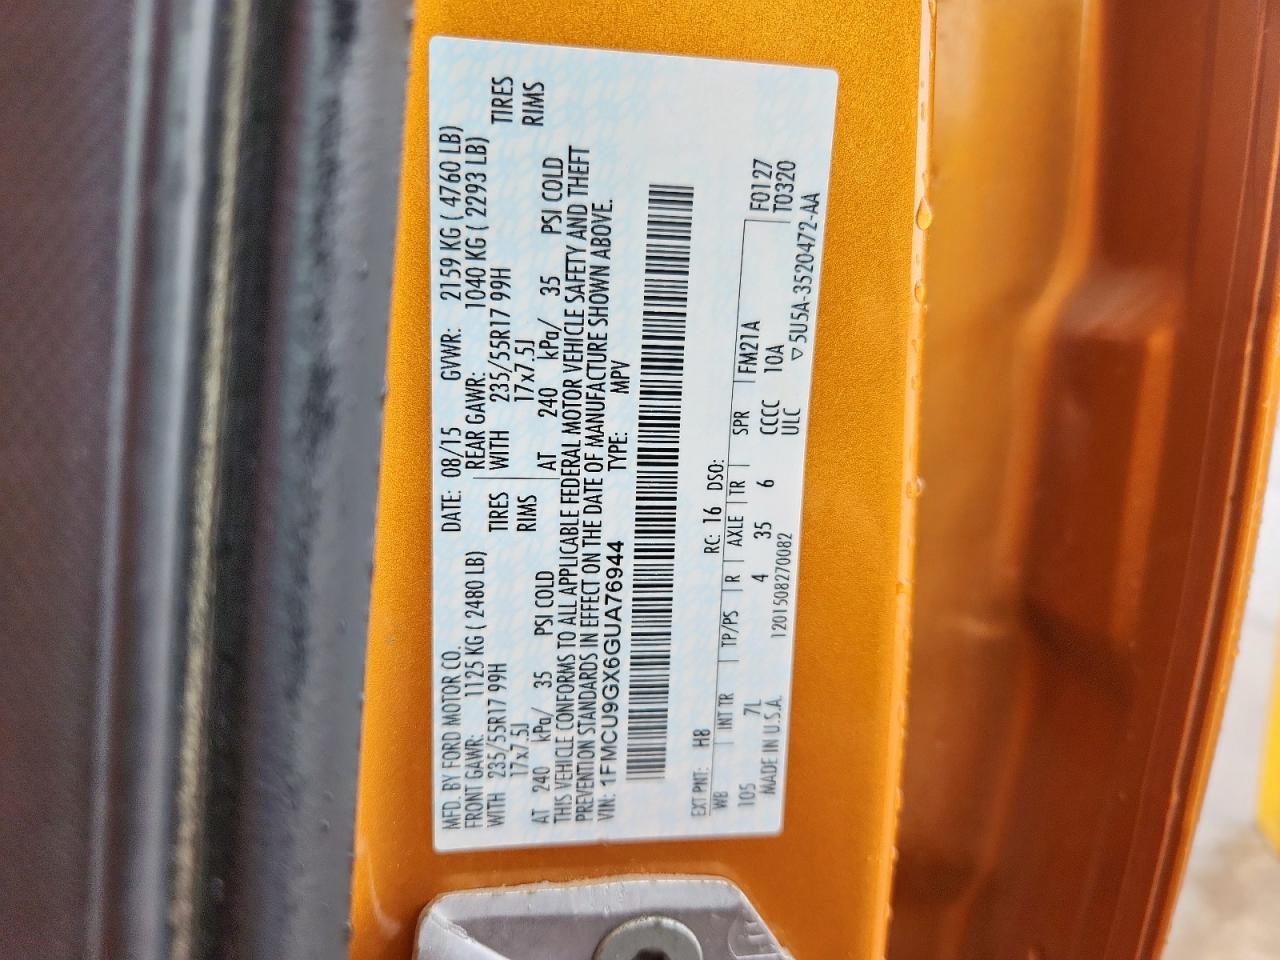 MFD. BY FORD MOTOR CO. DATE: 08/15 GVWR: 2159 KG ( 4760 LB)
FRONT GAWR: 1125 KG ( 2480 LB) REAR GAWR: 1040 KG ( 2293 LB)
WITH 235/55R17 99H TIRES WITH 235/55R17 99H TIRES
17x7.5J RIMS 17x7.5J RIMS
AT 240 kPa/ 35 PSI COLD AT 240 kPa/ 35 PSI COLD
THIS VEHICLE CONFORMS TO ALL APPLICABLE FEDERAL MOTOR VEHICLE SAFETY AND THEFT
PREVENTION STANDARDS IN EFFECT ON THE DATE OF MANUFACTURE SHOWN ABOVE.
VIN: 1FMCU9GX6GUA76944 TYPE: MPV
EXT PNT: H8 RC: 16 DSO: F0127
WB INT TR TP/PS R AXLE TR SPR FM21A T0320
105 7L 4 35 6 CCCC 10A
MADE IN U.S.A. 1201508270082 ULC ▽5U5A-3520472-AA